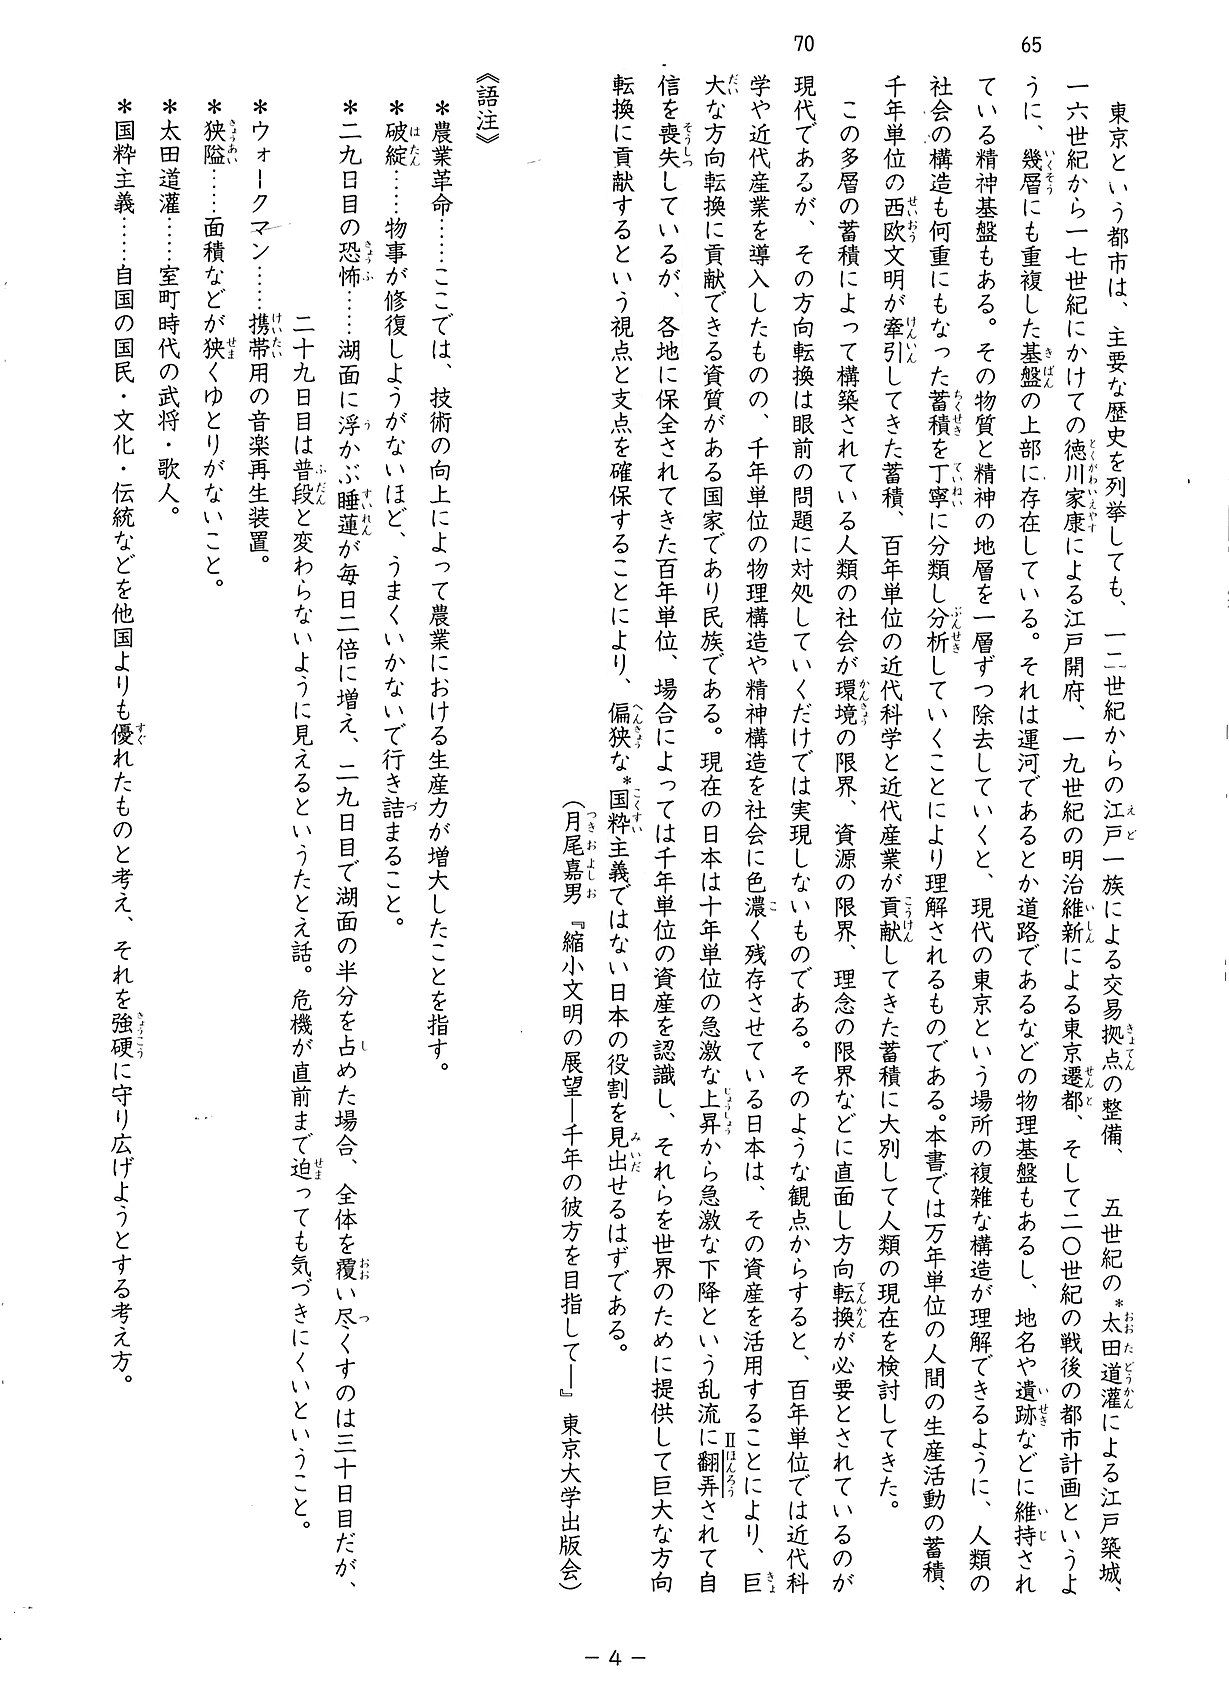 65
70
東京という都市は、主要な歴史を列挙しても、一二世紀からの江戸一族による交易拠点の整備、　五世紀の*太田道灌による江戸築城、
一六世紀から一七世紀にかけての徳川家康による江戸開府、一九世紀の明治維新による東京遷都、そして二〇世紀の戦後の都市計画というよ
うに、幾層にも重複した基盤の上部に存在している。それは運河であるとか道路であるなどの物理基盤もあるし、地名や遺跡などに維持され
ている精神基盤もある。その物質と精神の地層を一層ずつ除去していくと、現代の東京という場所の複雑な構造が理解できるように、人類の
社会の構造も何重にもなった蓄積を丁寧に分類し分析していくことにより理解されるものである。本書では万年単位の人間の生産活動の蓄積、
千年単位の西欧文明が牽引してきた蓄積、百年単位の近代科学と近代産業が貢献してきた蓄積に大別して人類の現在を検討してきた。
この多層の蓄積によって構築されている人類の社会が環境の限界、資源の限界、理念の限界などに直面し方向転換が必要とされているのが
現代であるが、その方向転換は眼前の問題に対処していくだけでは実現しないものである。そのような観点からすると、百年単位では近代科
学や近代産業を導入したものの、千年単位の物理構造や精神構造を社会に色濃く残存させている日本は、その資産を活用することにより、巨
大な方向転換に貢献できる資質がある国家であり民族である。現在の日本は十年単位の急激な上昇から急激な下降という乱流にⅡ翻弄されて自
信を喪失しているが、各地に保全されてきた百年単位、場合によっては千年単位の資産を認識し、それらを世界のために提供して巨大な方向
転換に貢献するという視点と支点を確保することにより、偏狭な*国粋主義ではない日本の役割を見出せるはずである。
（月尾嘉男『縮小文明の展望―千年の彼方を目指して―』東京大学出版会）
《語注》
*農業革命……ここでは、技術の向上によって農業における生産力が増大したことを指す。
*破綻……物事が修復しようがないほど、うまくいかないで行き詰まること。
*二九日目の恐怖……湖面に浮かぶ睡蓮が毎日二倍に増え、二九日目で湖面の半分を占めた場合、全体を覆い尽くすのは三十日目だが、
二十九日目は普段と変わらないように見えるというたとえ話。危機が直前まで迫っても気づきにくいということ。
*ウォークマン……携帯用の音楽再生装置。
*狭隘……面積などが狭くゆとりがないこと。
*太田道灌……室町時代の武将・歌人。
*国粋主義……自国の国民・文化・伝統などを他国よりも優れたものと考え、それを強硬に守り広げようとする考え方。
－4－